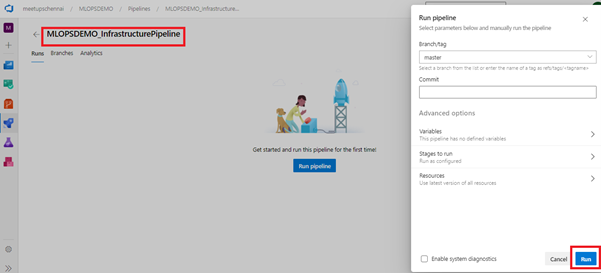 meetupschennai / MLOPSDEMO / Pipelines / MLOPSDEMO_Infrastructure...
M
MLOPSDEMO_InfrastructurePipeline
Runs Branches Analytics
Get started and run this pipeline for the first time!
Run pipeline
Run pipeline
Select parameters below and manually run the pipeline
Branch/tag
master
Select a branch from the list or enter the name of a tag as refs/tags/<tagname>
Commit
Advanced options
Variables
This pipeline has no defined variables
Stages to run
Run as configured
Resources
Use latest version of all resources
Enable system diagnostics
Cancel
Run